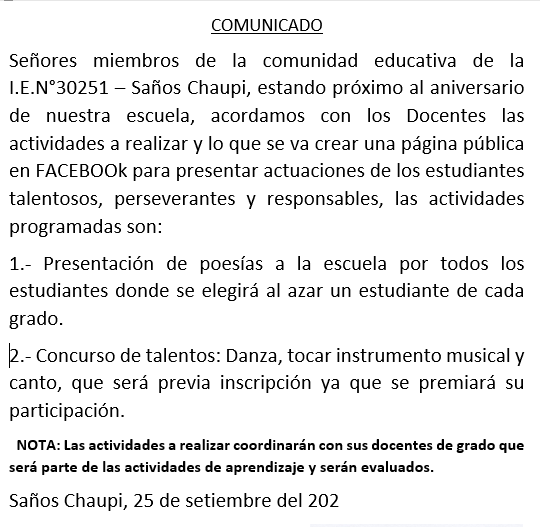 COMUNICADO
Señores miembros de la comunidad educativa de la
I.E.N°30251 – Saños Chaupi, estando próximo al aniversario
de nuestra escuela, acordamos con los Docentes las
actividades a realizar y lo que se va crear una página pública
en FACEBOOk para presentar actuaciones de los estudiantes
talentosos, perseverantes y responsables, las actividades
programadas son:
1.- Presentación de poesías a la escuela por todos los
estudiantes donde se elegirá al azar un estudiante de cada
grado.
2.- Concurso de talentos: Danza, tocar instrumento musical y
canto, que será previa inscripción ya que se premiará su
participación.
NOTA: Las actividades a realizar coordinarán con sus docentes de grado que
será parte de las actividades de aprendizaje y serán evaluados.
Saños Chaupi, 25 de setiembre del 202